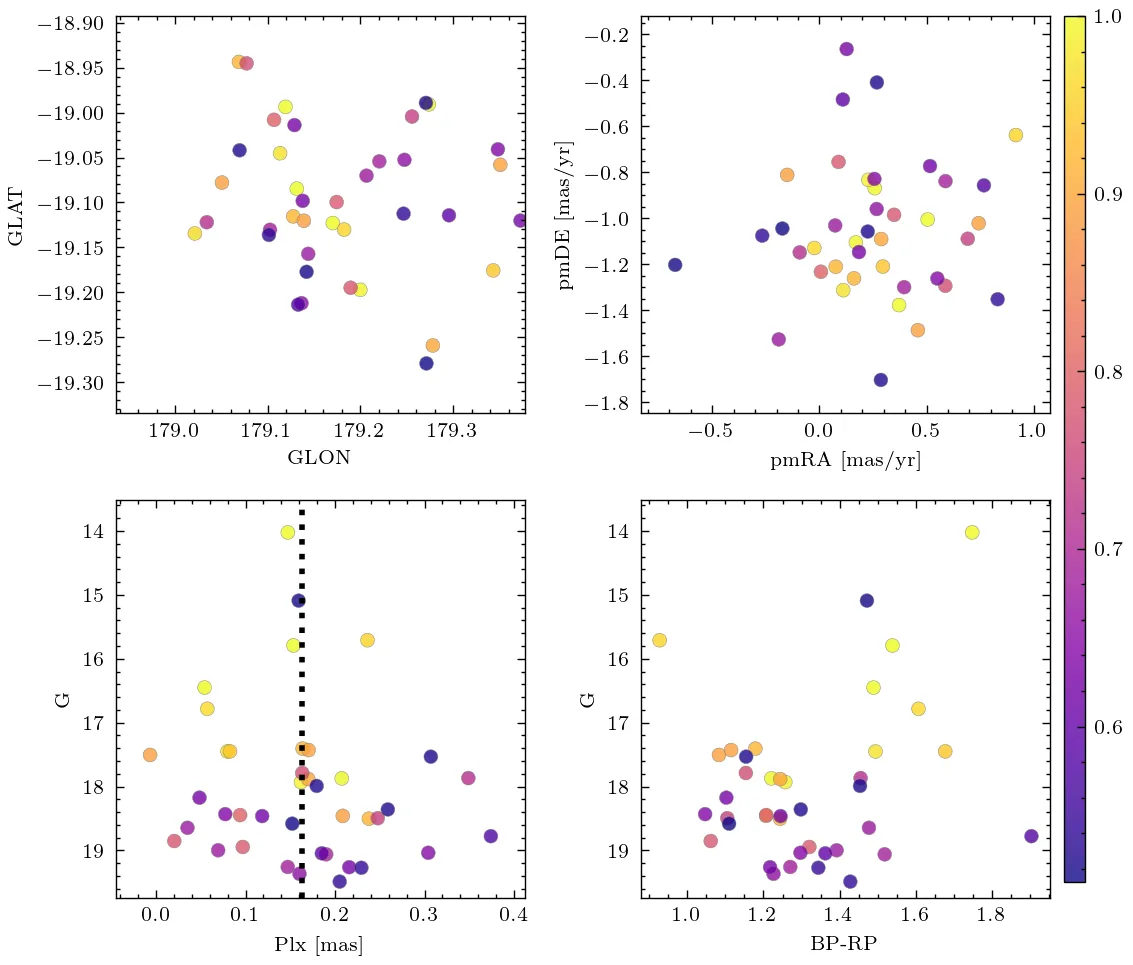 −18.90
−18.95
−19.00
−19.05
−19.10
−19.15
−19.20
−19.25
−19.30
GLAT
179.0 179.1 179.2 179.3
GLON
−0.2
−0.4
−0.6
−0.8
−1.0
−1.2
−1.4
−1.6
−1.8
pmDE [mas/yr]
−0.5 0.0 0.5 1.0
pmRA [mas/yr]
14
15
16
17
18
19
G
0.0 0.1 0.2 0.3 0.4
Plx [mas]
14
15
16
17
18
19
G
1.0 1.2 1.4 1.6 1.8
BP-RP
1.0
0.9
0.8
0.7
0.6